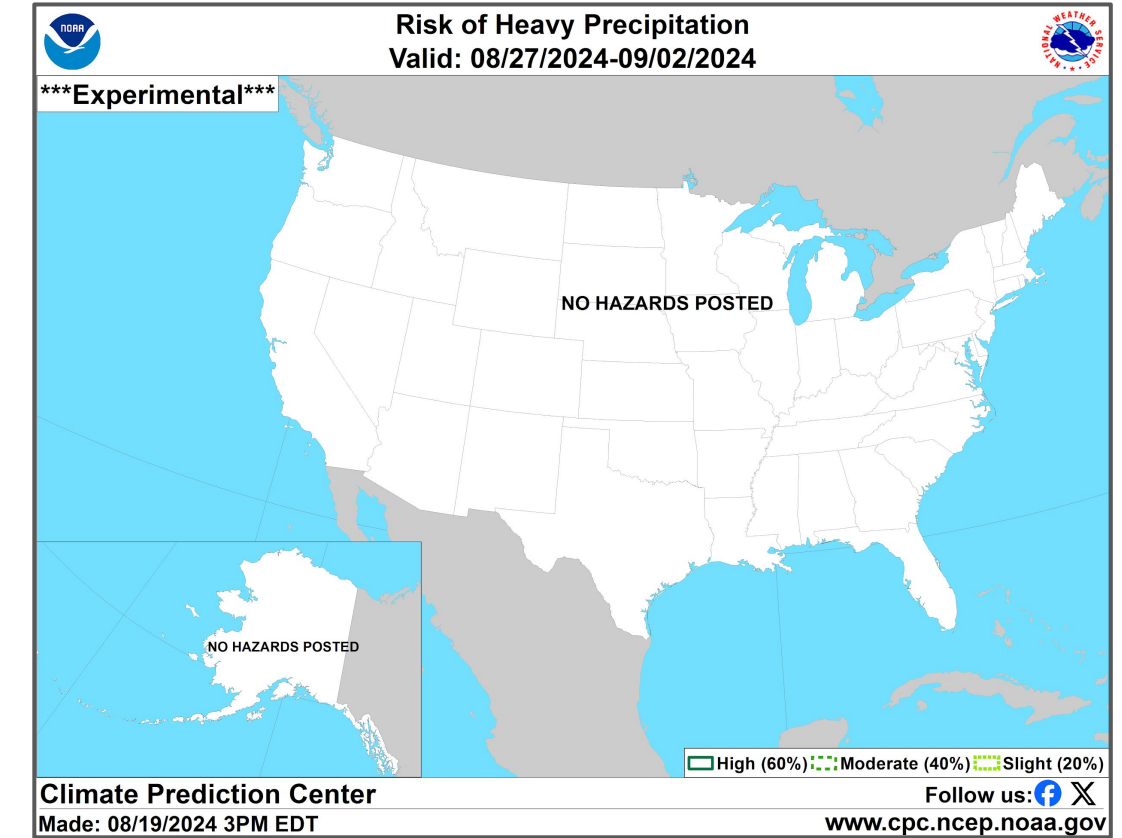 NOAA
Risk of Heavy Precipitation
Valid: 08/27/2024-09/02/2024
NATIONAL WEATHER SERVICE
***Experimental***
NO HAZARDS POSTED
NO HAZARDS POSTED
High (60%) Moderate (40%) Slight (20%)
Climate Prediction Center
Follow us:
Made: 08/19/2024 3PM EDT
www.cpc.ncep.noaa.gov